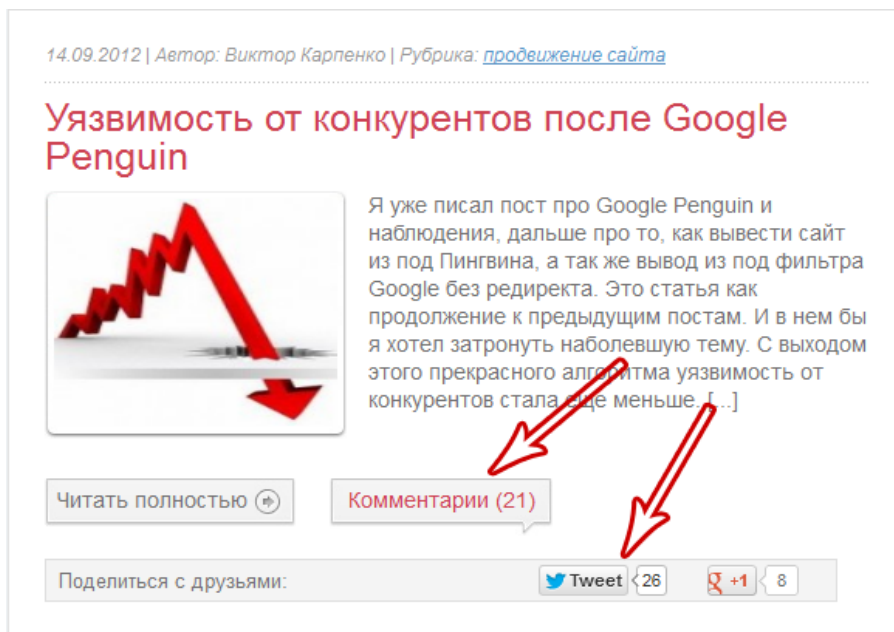 14.09.2012 | Автор: Виктор Карпенко | Рубрика: продвижение сайта
Уязвимость от конкурентов после Google
Penguin
Я уже писал пост про Google Penguin и
наблюдения, дальше про то, как вывести сайт
из под Пингвина, а так же вывод из под фильтра
Google без редиректа. Это статья как
продолжение к предыдущим постам. И в нем бы
я хотел затронуть наболевшую тему. С выходом
этого прекрасного алгоритма уязвимость от
конкурентов стала еще меньше. [...]
Читать полностью
Комментарии (21)
Поделиться с друзьями:
Tweet 26
g +1 8